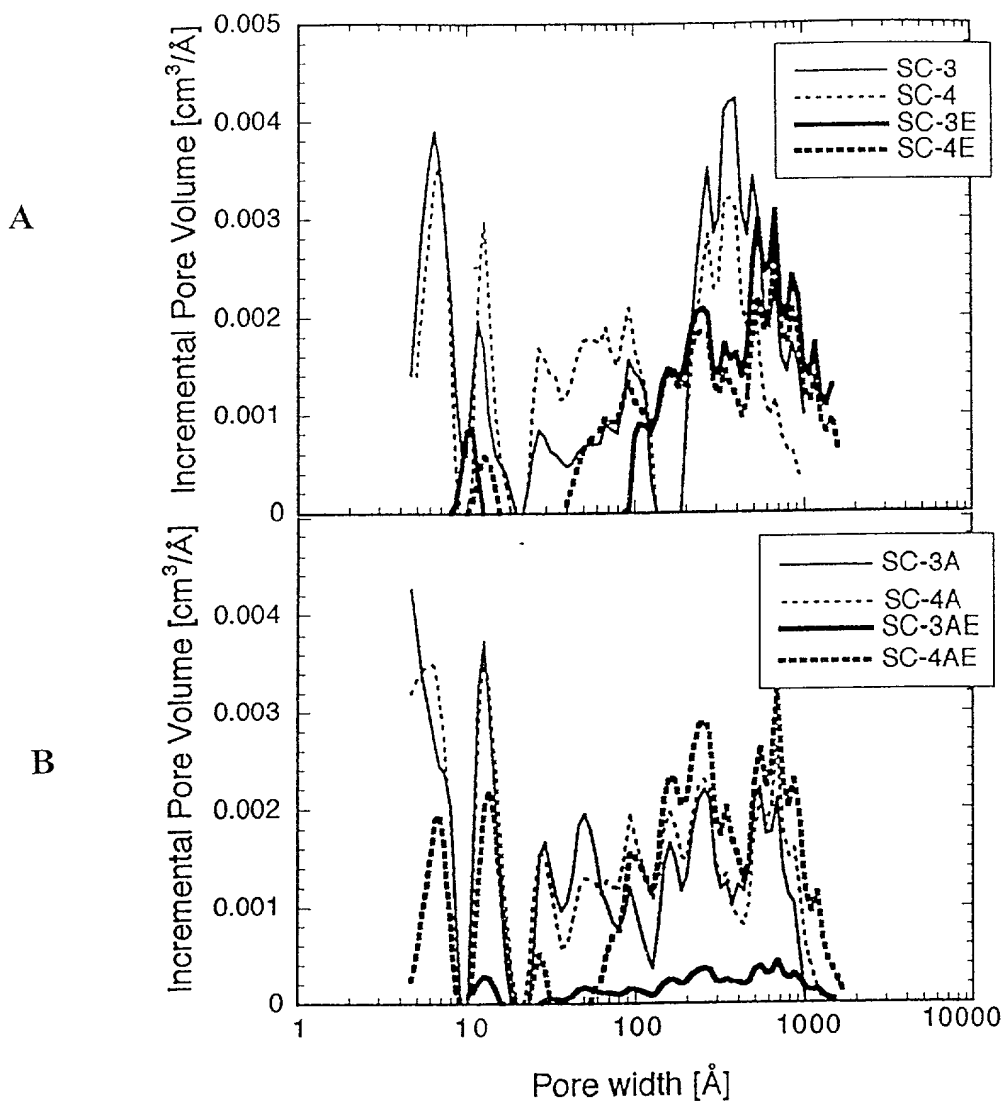 A
Incremental Pore Volume [cm³/Å]
0.005
0.004
0.003
0.002
0.001
0
SC-3
SC-4
SC-3E
SC-4E
B
Incremental Pore Volume [cm³/Å]
0.004
0.003
0.002
0.001
0
SC-3A
SC-4A
SC-3AE
SC-4AE
1 10 100 1000 10000
Pore width [Å]